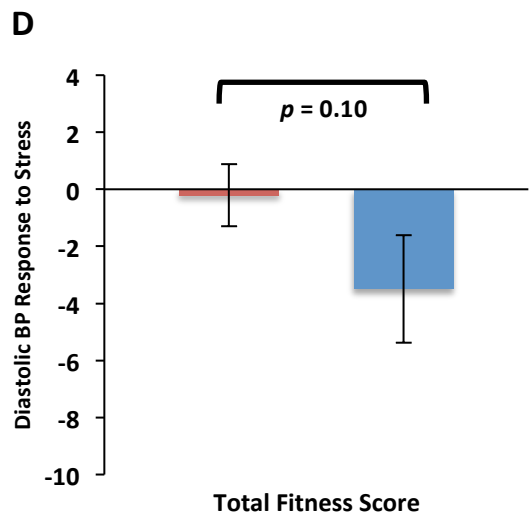 D
Diastolic BP Response to Stress
4
2
0
-2
-4
-6
-8
-10
p = 0.10
Total Fitness Score